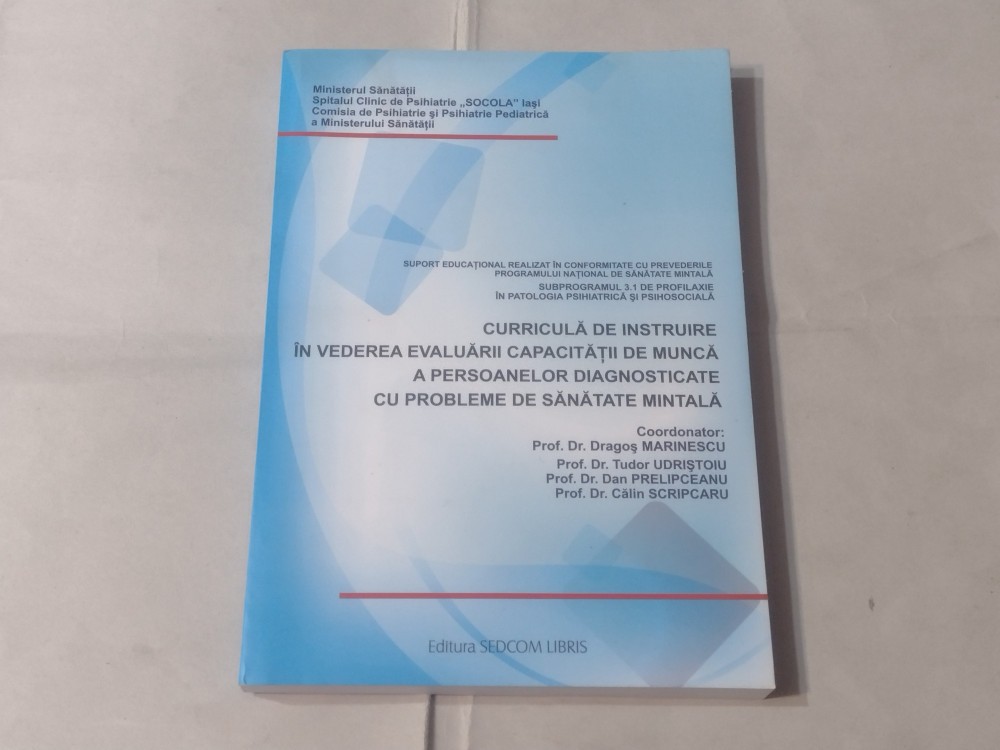 Ministerul Sănătăţii
Spitalul Clinic de Psihiatrie „SOCOLA” Iaşi
Comisia de Psihiatrie şi Psihiatrie Pediatrică
a Ministerului Sănătăţii
SUPORT EDUCAŢIONAL REALIZAT ÎN CONFORMITATE CU PREVEDERILE
PROGRAMULUI NAŢIONAL DE SĂNĂTATE MINTALĂ
SUBPROGRAMUL 3.1 DE PROFILAXIE
ÎN PATOLOGIA PSIHIATRICĂ ŞI PSIHOSOCIALĂ
CURRICULĂ DE INSTRUIRE
ÎN VEDEREA EVALUĂRII CAPACITĂŢII DE MUNCĂ
A PERSOANELOR DIAGNOSTICATE
CU PROBLEME DE SĂNĂTATE MINTALĂ
Coordonator:
Prof. Dr. Dragoş MARINESCU
Prof. Dr. Tudor UDRIŞTOIU
Prof. Dr. Dan PRELIPCEANU
Prof. Dr. Călin SCRIPCARU
Editura SEDCOM LIBRIS